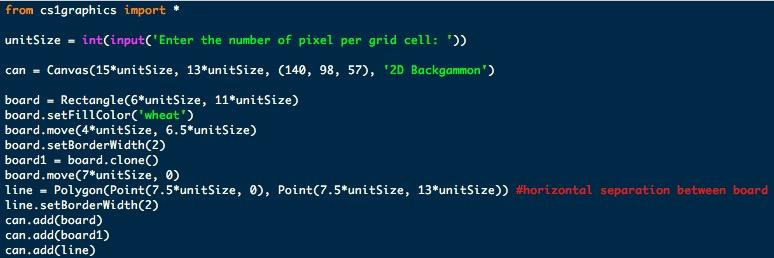 from cs1graphics import *
unitSize = int(input('Enter the number of pixel per grid cell: '))
can = Canvas(15*unitSize, 13*unitSize, (140, 98, 57), '2D Backgammon')
board = Rectangle(6*unitSize, 11*unitSize)
board.setFillColor('wheat')
board.move(4*unitSize, 6.5*unitSize)
board.setBorderWidth(2)
board1 = board.clone()
board.move(7*unitSize, 0)
line = Polygon(Point(7.5*unitSize, 0), Point(7.5*unitSize, 13*unitSize)) #horizontal separation between board
line.setBorderWidth(2)
can.add(board)
can.add(board1)
can.add(line)